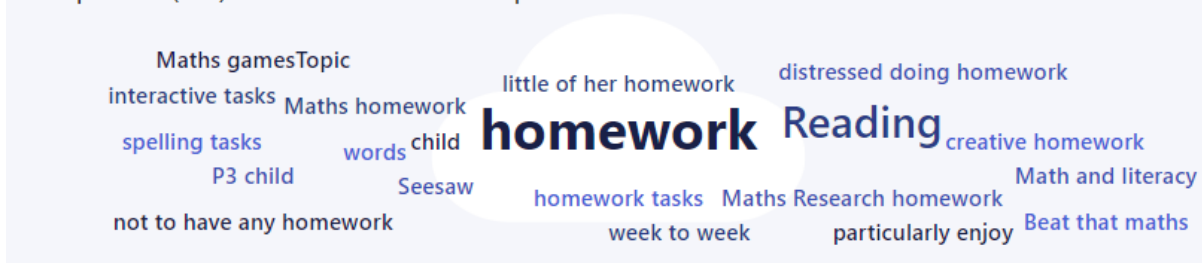 Maths gamesTopic
little of her homework
distressed doing homework
interactive tasks
Maths homework
homework
Reading
spelling tasks
words
child
creative homework
P3 child
Seesaw
Math and literacy
homework tasks
Maths Research homework
not to have any homework
week to week
particularly enjoy
Beat that maths